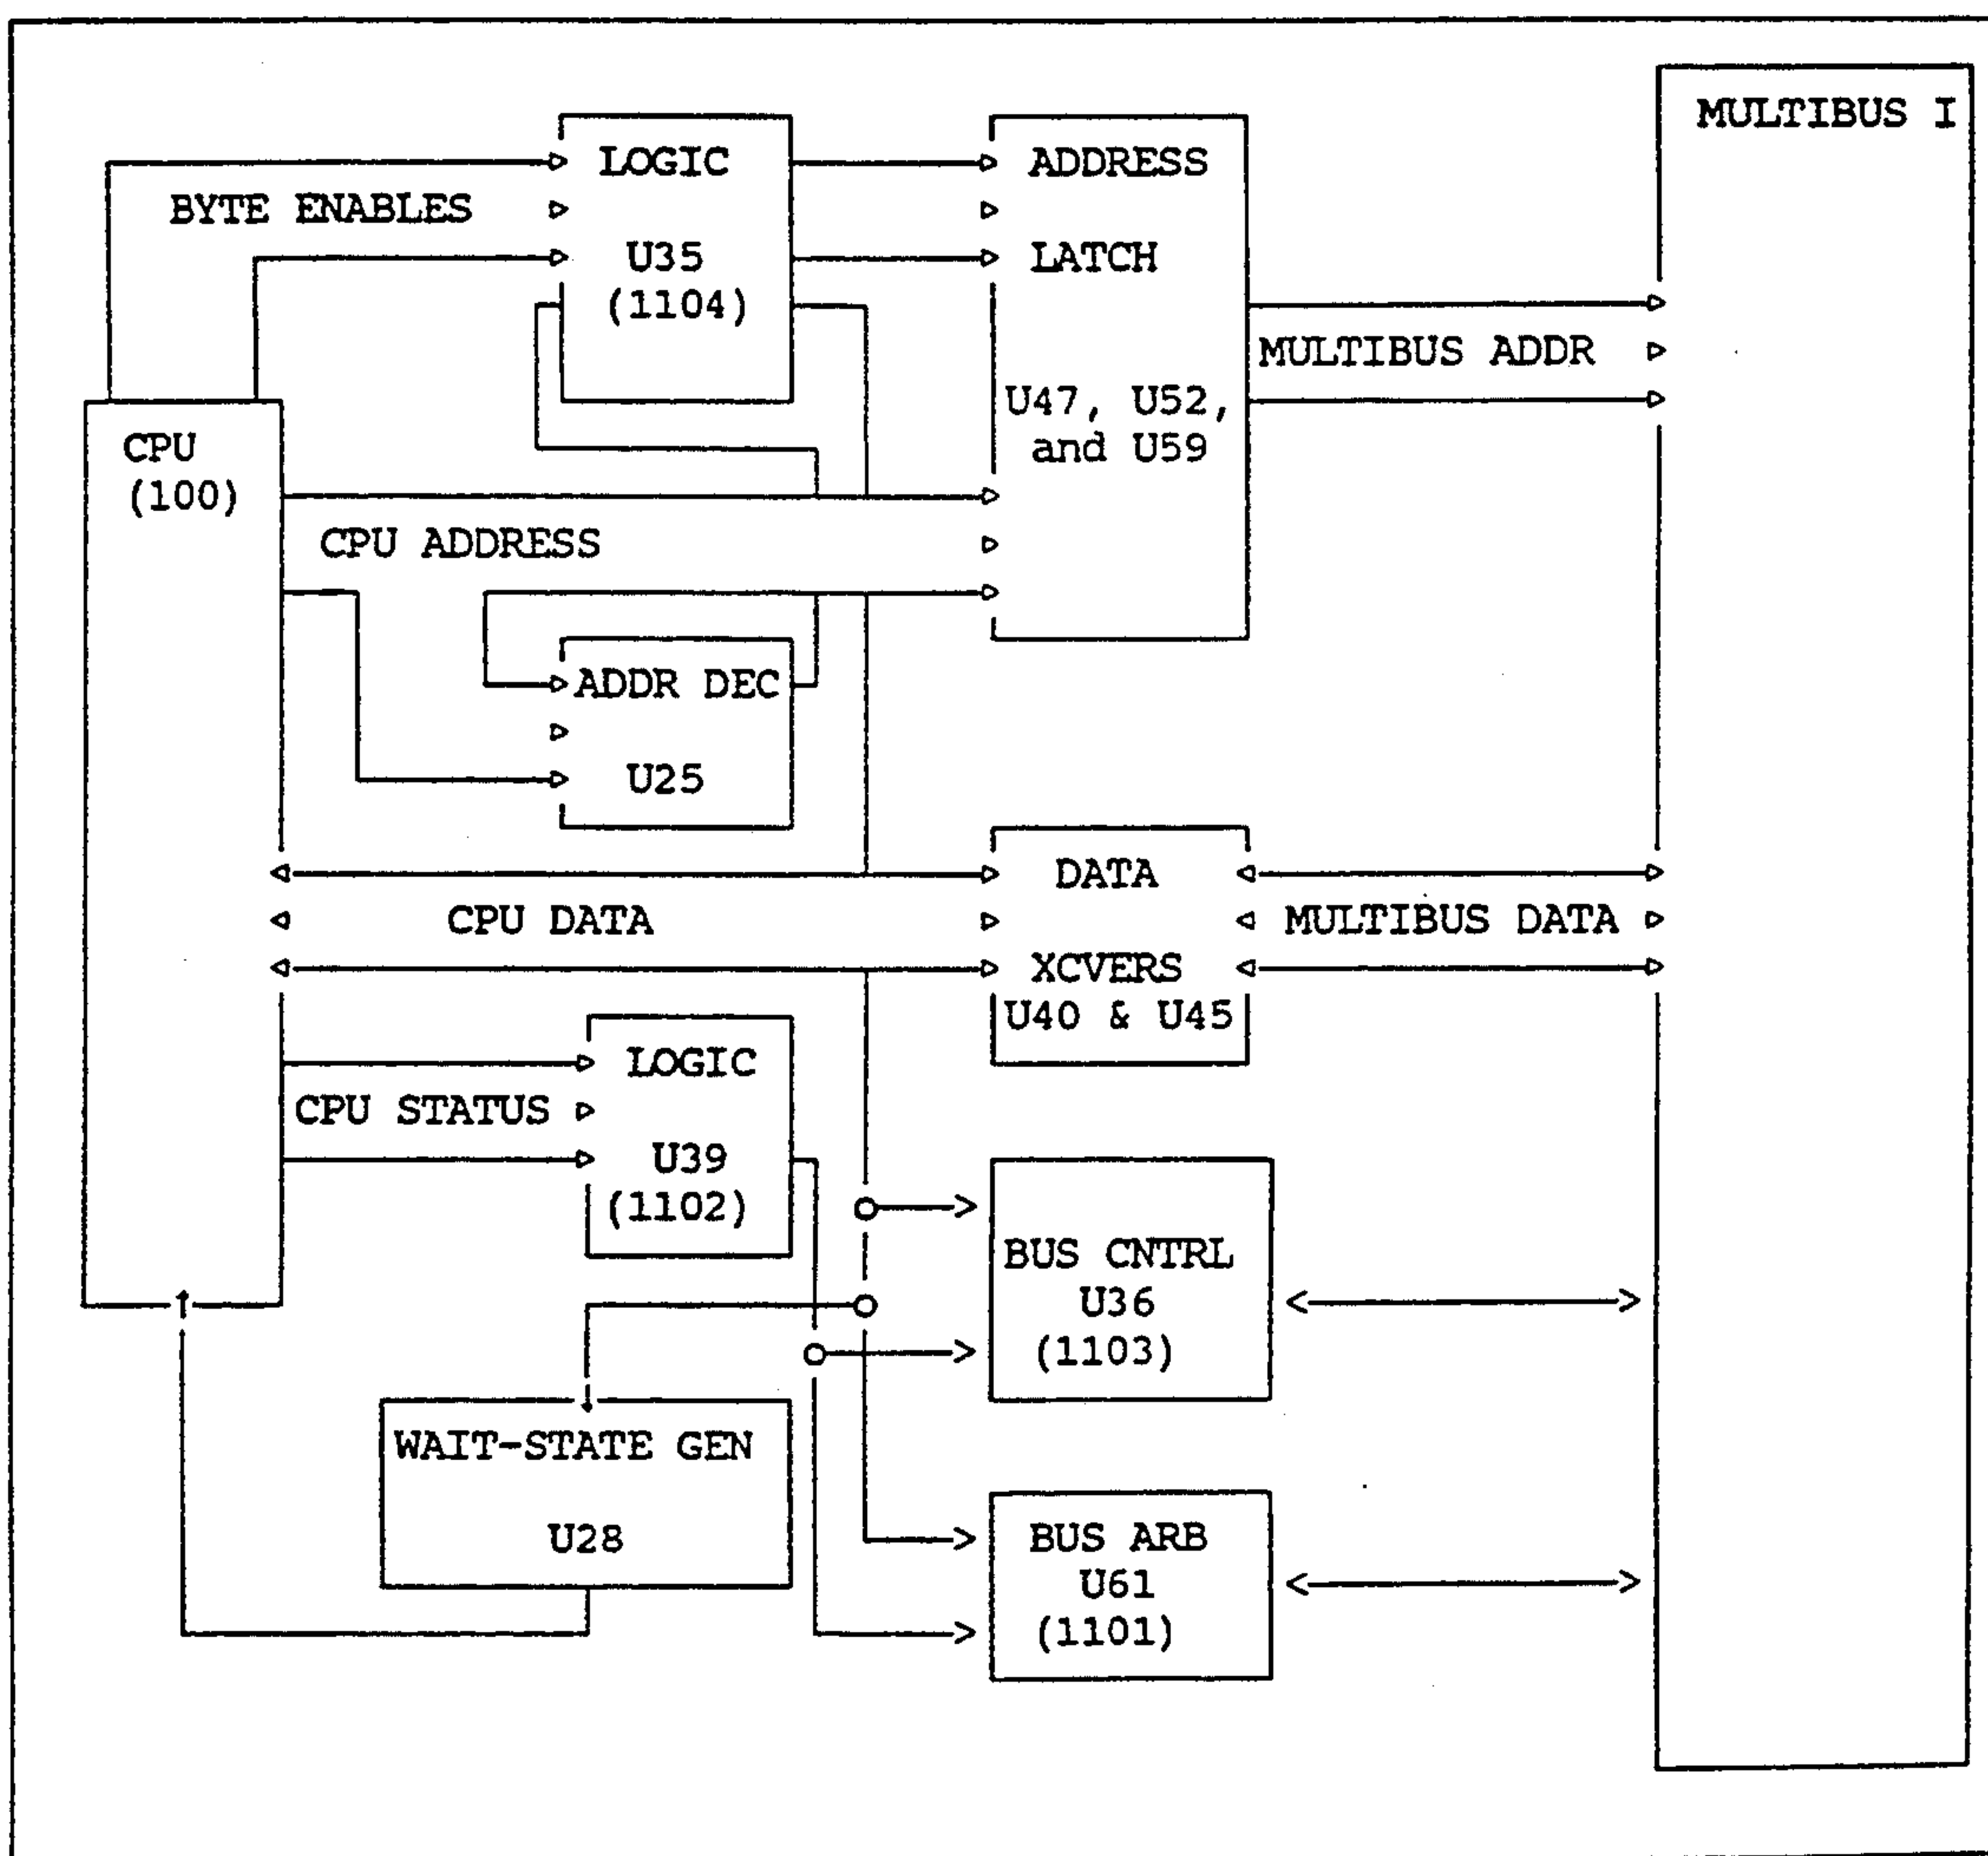 MULTIBUS I
LOGIC
U35
(1104)
BYTE ENABLES
ADDRESS
LATCH
U47, U52,
and U59
MULTIBUS ADDR
CPU
(100)
CPU ADDRESS
ADDR DEC
U25
CPU DATA
DATA
XCVERS
U40 & U45
MULTIBUS DATA
LOGIC
U39
(1102)
CPU STATUS
BUS CNTRL
U36
(1103)
WAIT-STATE GEN
U28
BUS ARB
U61
(1101)